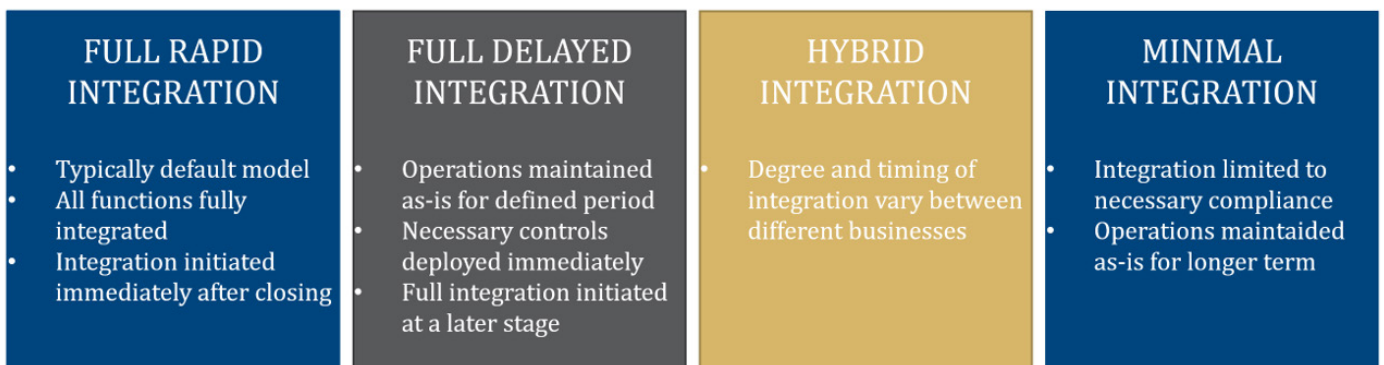 FULL RAPID
INTEGRATION
• Typically default model
• All functions fully
integrated
• Integration initiated
immediately after closing
FULL DELAYED
INTEGRATION
• Operations maintained
as-is for defined period
• Necessary controls
deployed immediately
• Full integration initiated
at a later stage
HYBRID
INTEGRATION
• Degree and timing of
integration vary between
different businesses
MINIMAL
INTEGRATION
• Integration limited to
necessary compliance
• Operations maintaided
as-is for longer term